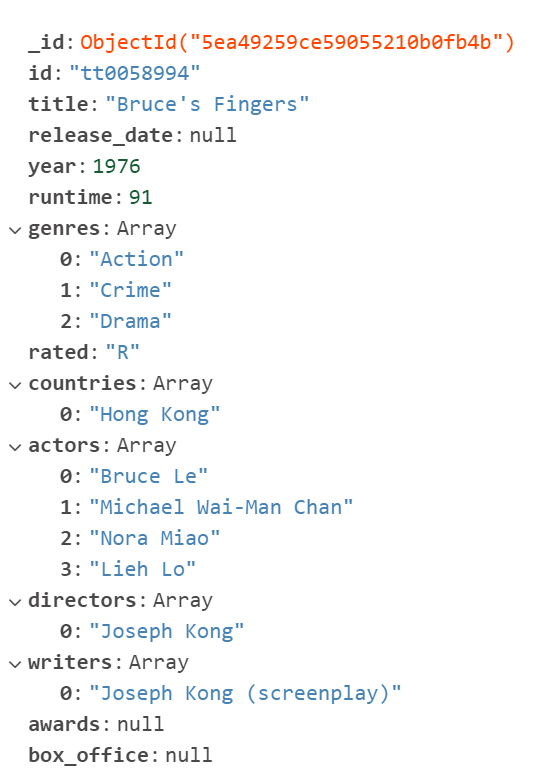 _id: ObjectId("5ea49259ce59055210b0fb4b")
id: "tt0058994"
title: "Bruce's Fingers"
release_date: null
year: 1976
runtime: 91
genres: Array
0: "Action"
1: "Crime"
2: "Drama"
rated: "R"
countries: Array
0: "Hong Kong"
actors: Array
0: "Bruce Le"
1: "Michael Wai-Man Chan"
2: "Nora Miao"
3: "Lieh Lo"
directors: Array
0: "Joseph Kong"
writers: Array
0: "Joseph Kong (screenplay)"
awards: null
box_office: null